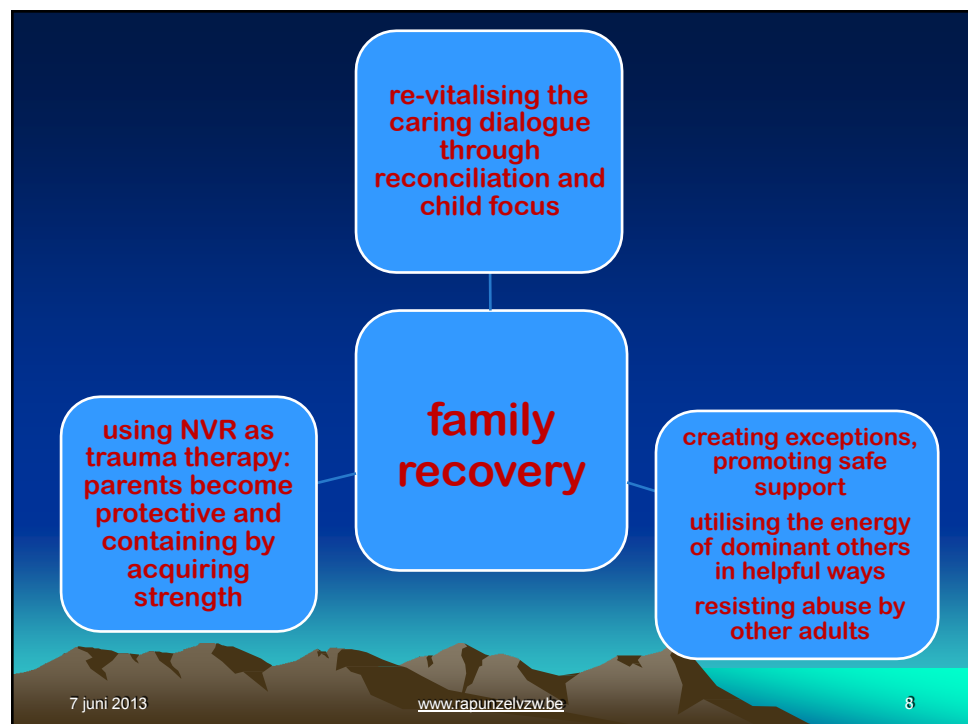 re-vitalising the
caring dialogue
through
reconciliation and
child focus
family
recovery
using NVR as
trauma therapy:
parents become
protective and
containing by
acquiring
strength
creating exceptions,
promoting safe
support
utilising the energy
of dominant others
in helpful ways
resisting abuse by
other adults
7 juni 2013
www.rapunzelvzw.be
8